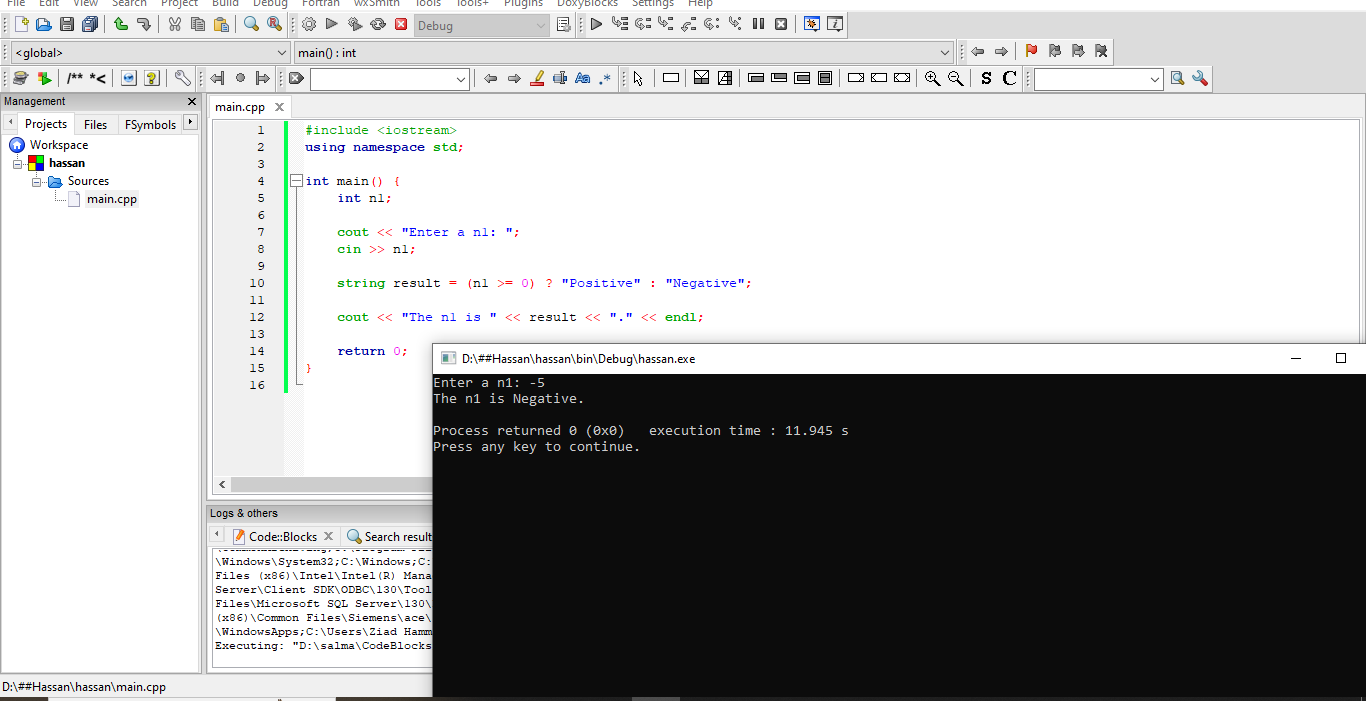 File Edit View Search Project Build Debug Fortran wxSmith Tools Tools+ Plugins DoxyBlocks Settings Help
Debug
<global> main() : int
/** *< Aa .* S C
Management
Projects Files FSymbols
Workspace
hassan
Sources
main.cpp
main.cpp
1 #include <iostream>
2 using namespace std;
3
4 int main() {
5 int n1;
6
7 cout << "Enter a n1: ";
8 cin >> n1;
9
10 string result = (n1 >= 0) ? "Positive" : "Negative";
11
12 cout << "The n1 is " << result << "." << endl;
13
14 return 0;
15 }
16
D:\##Hassan\hassan\bin\Debug\hassan.exe
Enter a n1: -5
The n1 is Negative.
Process returned 0 (0x0) execution time : 11.945 s
Press any key to continue.
Logs & others
Code::Blocks Search result
\Windows\System32;C:\Windows;C:
Files (x86)\Intel\Intel(R) Mana
Server\Client SDK\ODBC\130\Tool
Files\Microsoft SQL Server\130\
(x86)\Common Files\Siemens\ace\
\WindowsApps;C:\Users\Ziad Hamm
Executing: "D:\salma\CodeBlocks
D:\##Hassan\hassan\main.cpp